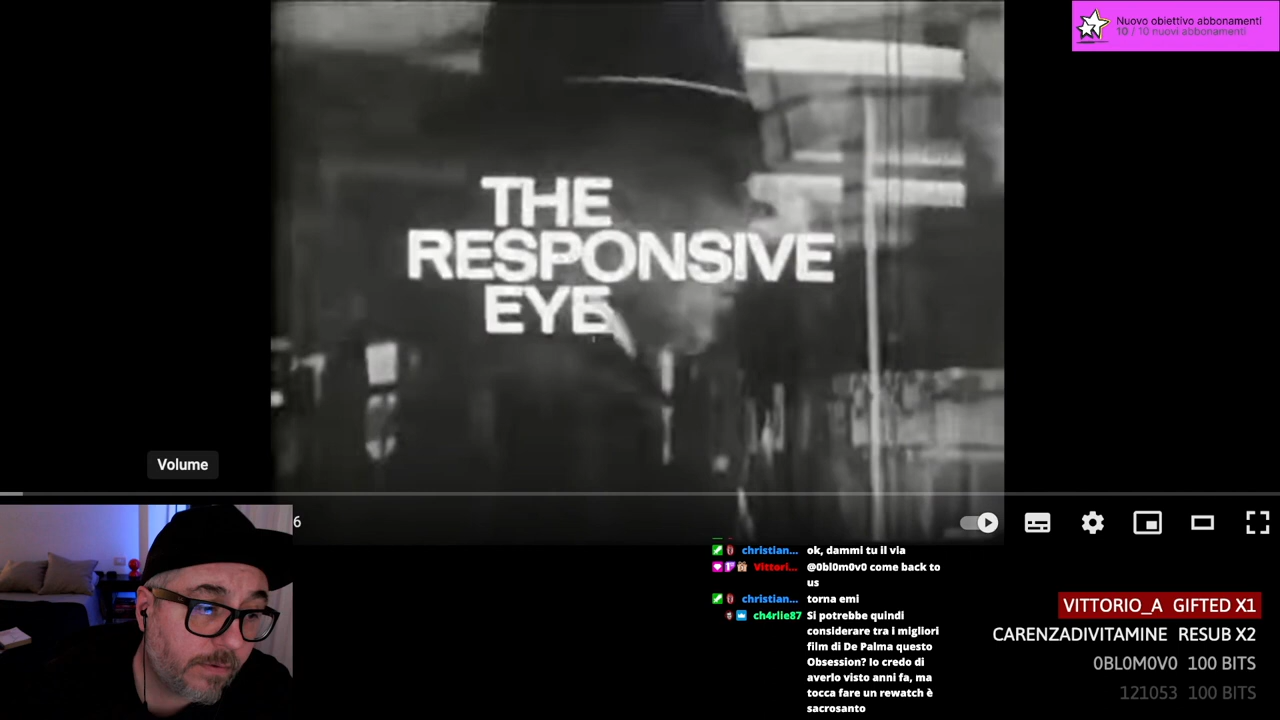 Nuovo obiettivo abbonamenti
10 / 10 nuovi abbonamenti
THE
RESPONSIVE
EYE
Volume
6
christian... ok, dammi tu il via
Vittori... @0bl0m0v0 come back to
us
christian... torna emi
ch4rlie87 Si potrebbe quindi
considerare tra i migliori
film di De Palma questo
Obsession? Io credo di
averlo visto anni fa, ma
tocca fare un rewatch è
sacrosanto
VITTORIO_A GIFTED X1
CARENZADIVITAMINE RESUB X2
0BL0M0V0 100 BITS
121053 100 BITS